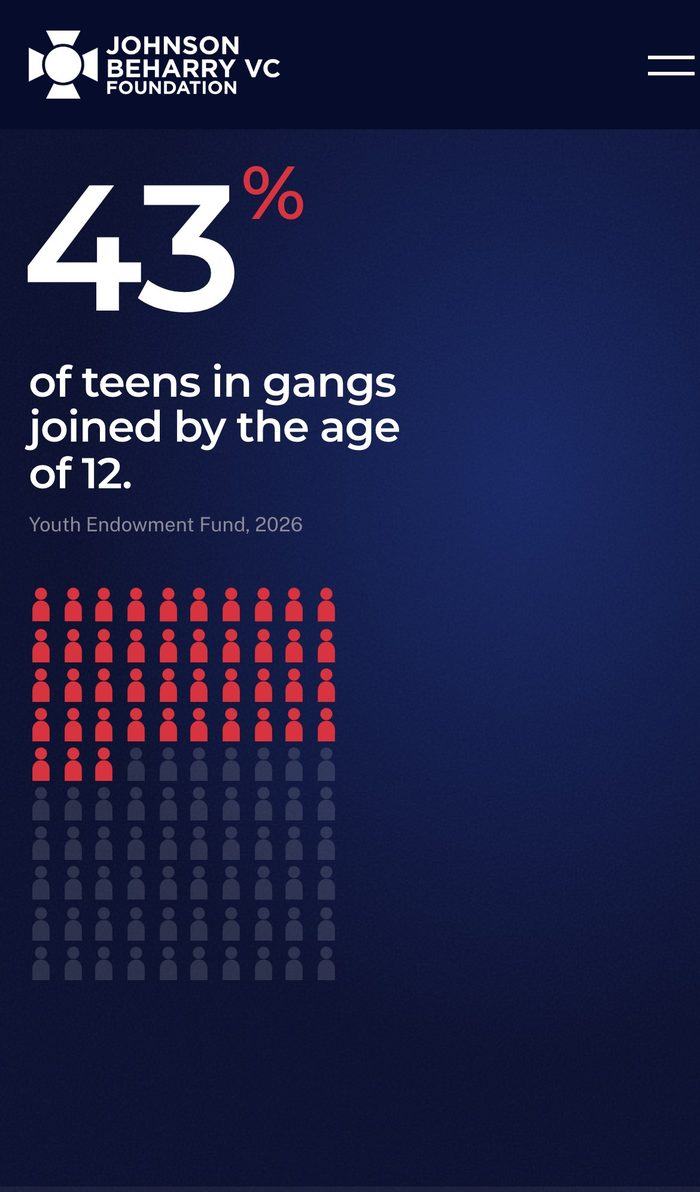 JOHNSON
BEHARRY VC
FOUNDATION
43%
of teens in gangs
joined by the age
of 12.
Youth Endowment Fund, 2026